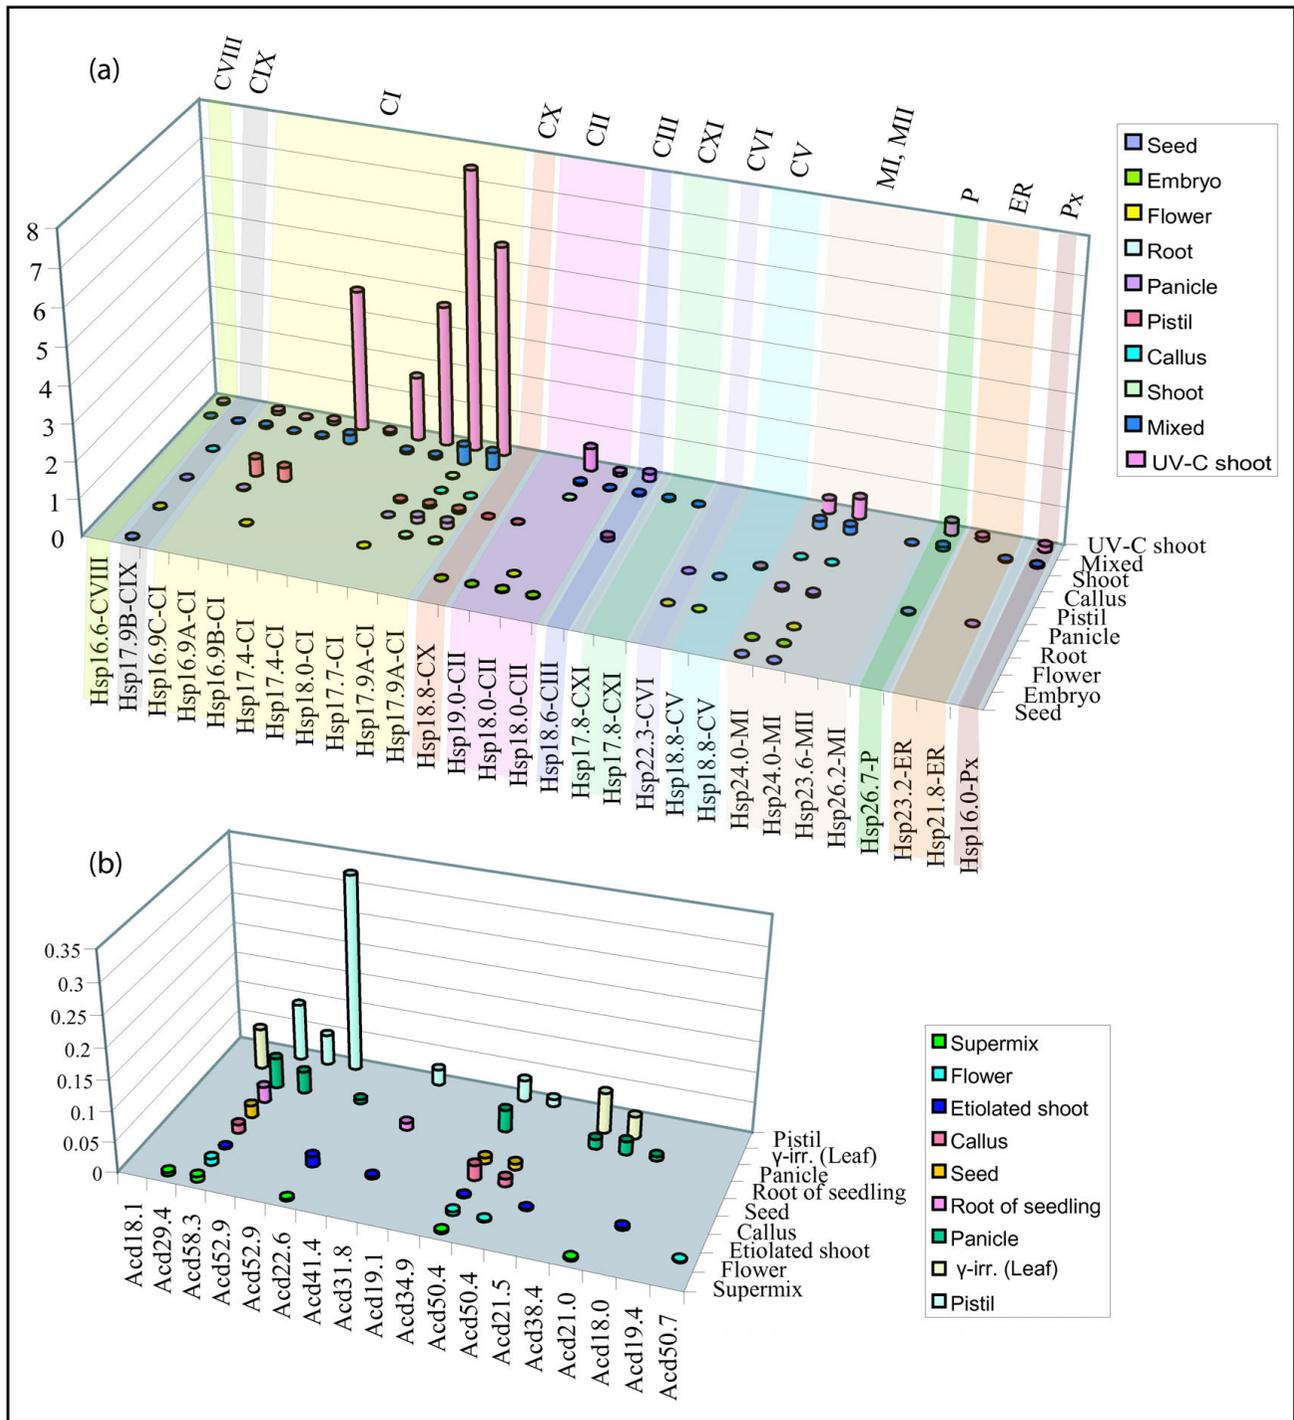 (a)
CVIII
CIX
CI
CX
CII
CIII
CXI
CVI
CV
MI, MII
P
ER
Px
8
7
6
5
4
3
2
1
0
Seed
Embryo
Flower
Root
Panicle
Pistil
Callus
Shoot
Mixed
UV-C shoot
UV-C shoot
Mixed
Shoot
Callus
Pistil
Panicle
Root
Flower
Embryo
Seed
Hsp16.6-CVIII
Hsp17.9B-CIX
Hsp16.9C-CI
Hsp16.9A-CI
Hsp16.9B-CI
Hsp17.4-CI
Hsp17.4-CI
Hsp18.0-CI
Hsp17.7-CI
Hsp17.9A-CI
Hsp17.9A-CI
Hsp18.8-CX
Hsp19.0-CII
Hsp18.0-CII
Hsp18.0-CII
Hsp18.6-CIII
Hsp17.8-CXI
Hsp17.8-CXI
Hsp22.3-CVI
Hsp18.8-CV
Hsp18.8-CV
Hsp24.0-MI
Hsp24.0-MI
Hsp23.6-MII
Hsp26.2-MI
Hsp26.7-P
Hsp23.2-ER
Hsp21.8-ER
Hsp16.0-Px
(b)
0.35
0.3
0.25
0.2
0.15
0.1
0.05
0
Pistil
γ-irr. (Leaf)
Panicle
Root of seedling
Seed
Callus
Etiolated shoot
Flower
Supermix
Acd18.1
Acd29.4
Acd58.3
Acd52.9
Acd52.9
Acd22.6
Acd41.4
Acd31.8
Acd19.1
Acd34.9
Acd50.4
Acd50.4
Acd21.5
Acd38.4
Acd21.0
Acd18.0
Acd19.4
Acd50.7
Supermix
Flower
Etiolated shoot
Callus
Seed
Root of seedling
Panicle
γ-irr. (Leaf)
Pistil